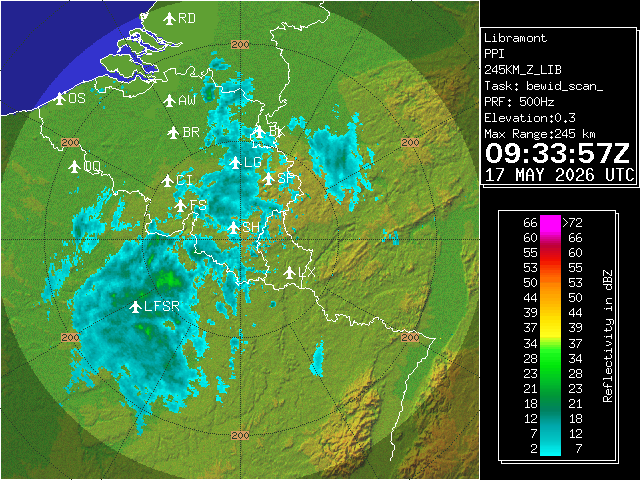 RD
200
OS
AW
BR
BK
200
200
QQ
LG
CI
SP
FS
SH
LX
LFSR
200
200
200
Libramont
PPI
245KM_Z_LIB
Task: bewid_scan_
PRF: 500Hz
Elevation:0.3
Max Range:245 km
09:33:57Z
17 MAY 2026 UTC
66 >72
60 66
55 60
53 55
50 53
44 50
39 44
37 39
34 37
28 34
23 28
21 23
18 21
12 18
7 12
2 7
Reflectivity in dBZ